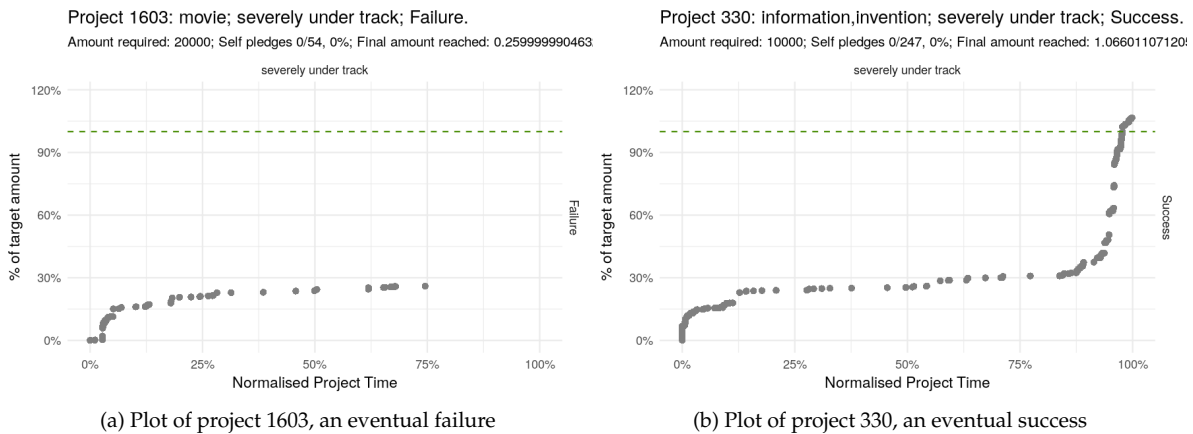 Project 1603: movie; severely under track; Failure.
Amount required: 20000; Self pledges 0/54, 0%; Final amount reached: 0.259999990463
severely under track
120%
90%
60%
30%
0%
% of target amount
Failure
0%
25%
50%
75%
100%
Normalised Project Time
(a) Plot of project 1603, an eventual failure
Project 330: information,invention; severely under track; Success.
Amount required: 10000; Self pledges 0/247, 0%; Final amount reached: 1.066011071205
severely under track
120%
90%
60%
30%
0%
% of target amount
Success
0%
25%
50%
75%
100%
Normalised Project Time
(b) Plot of project 330, an eventual success